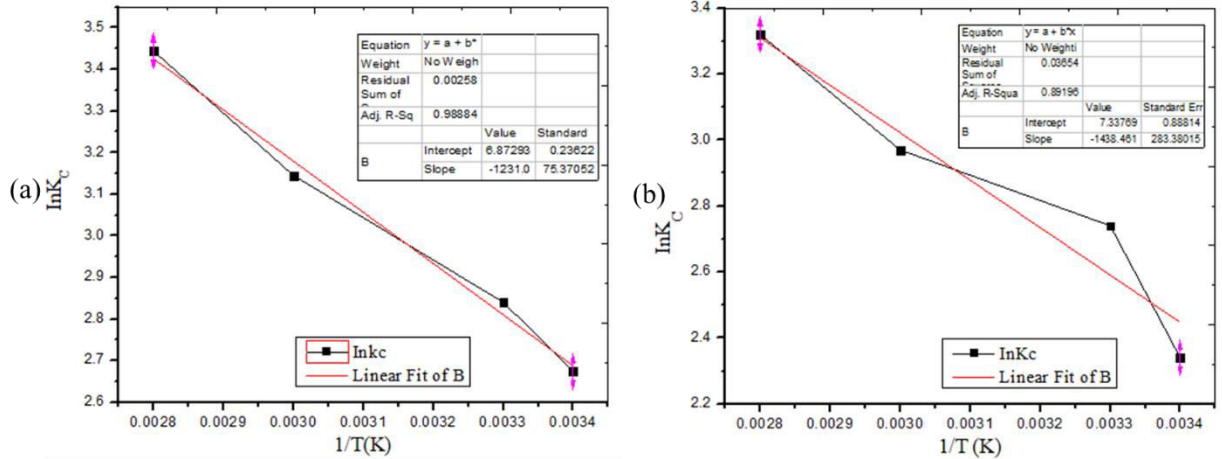 (a)
lnK_C
3.5
3.4
3.3
3.2
3.1
3.0
2.9
2.8
2.7
2.6
Equation y = a + b*
Weight No Weigh
Residual Sum of 0.00258
Adj. R-Sq 0.98884
Value Standard
B
Intercept 6.87293 0.23622
Slope -1231.0 75.37052
lnkc
Linear Fit of B
0.0028 0.0029 0.0030 0.0031 0.0032 0.0033 0.0034
1/T(K)
(b)
lnK_C
3.4
3.2
3.0
2.8
2.6
2.4
2.2
Equation y = a + b*x
Weight No Weighti
Residual Sum of 0.03654
Adj. R-Squa 0.89196
Value Standard Err
B
Intercept 7.33769 0.88814
Slope -1438.461 283.38015
lnKc
Linear Fit of B
0.0028 0.0029 0.0030 0.0031 0.0032 0.0033 0.0034
1/T (K)